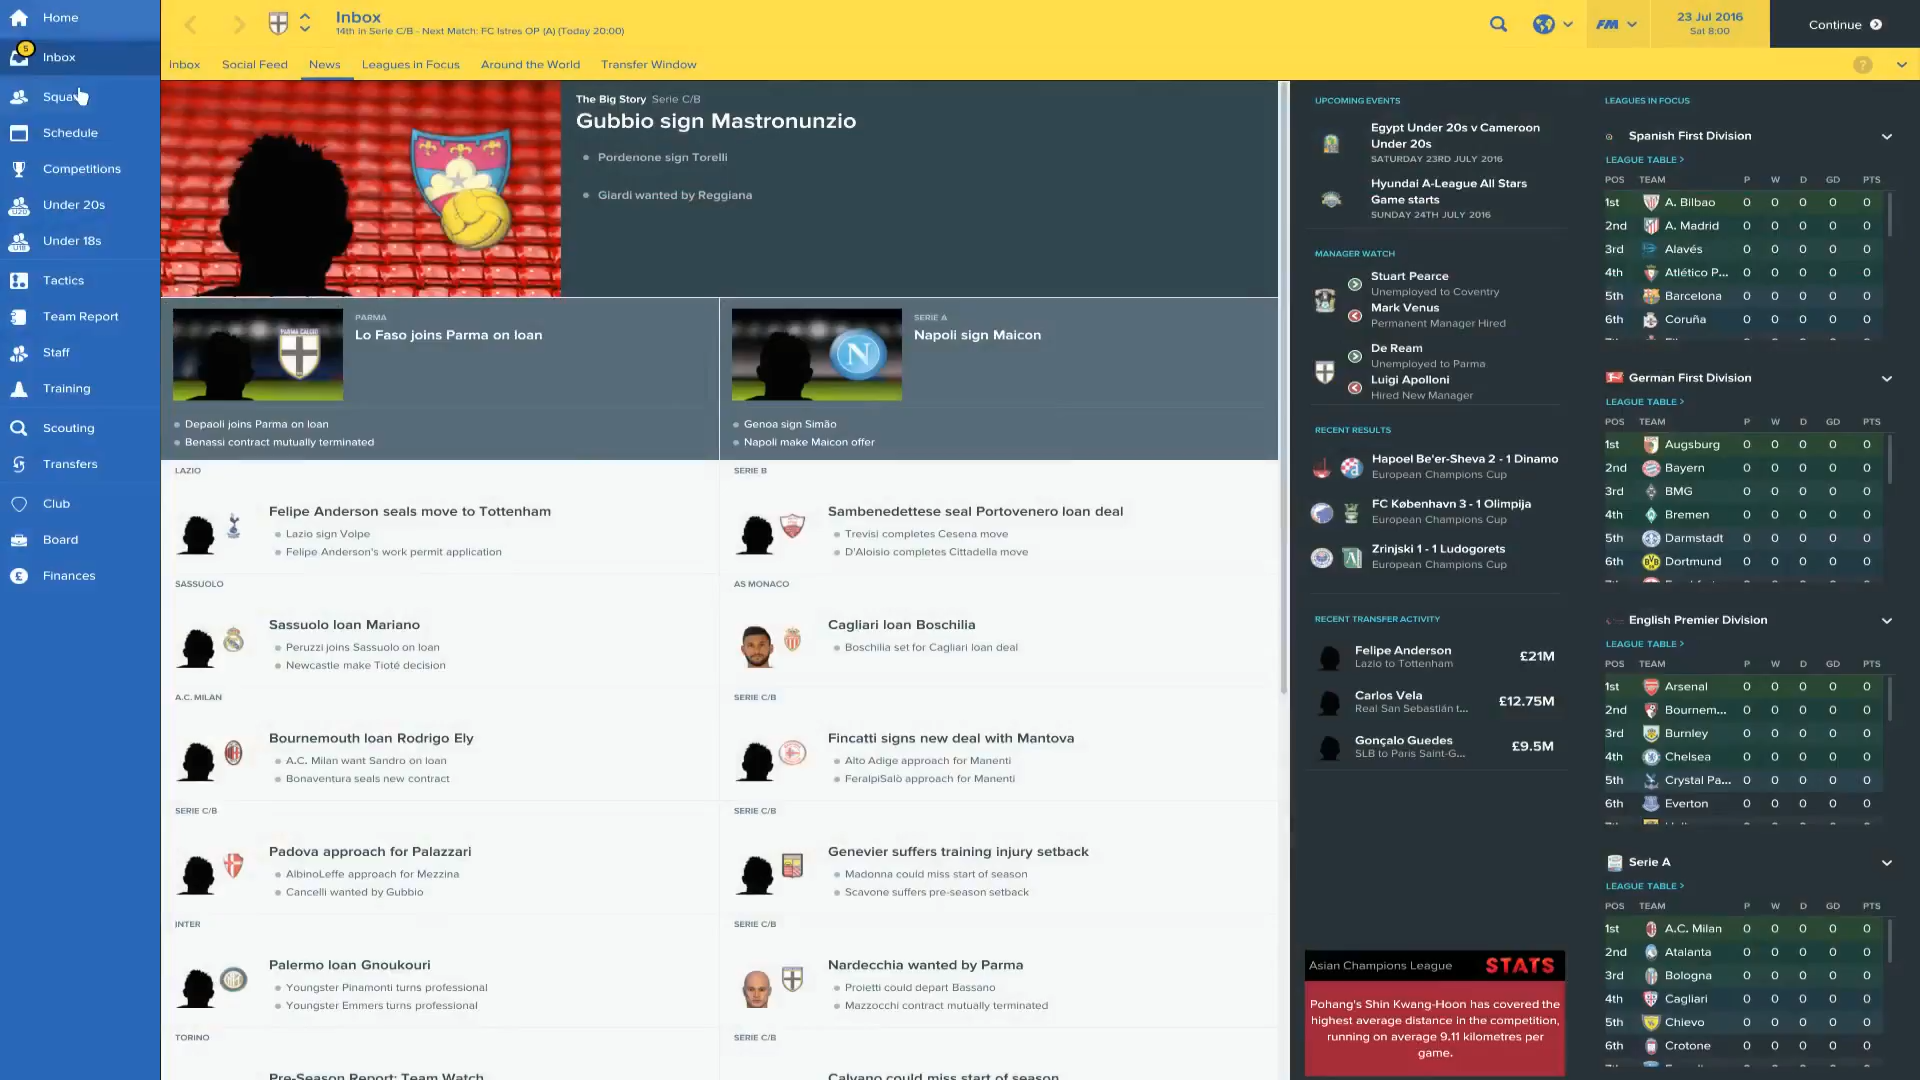 Home
5
Inbox
Squa
Schedule
Competitions
Under 20s
Under 18s
Tactics
Team Report
Staff
Training
Scouting
Transfers
Club
Board
Finances
Inbox
14th in Serie C/B - Next Match: FC Istres OP (A) (Today 20:00)
FM
23 Jul 2016
Sat 8:00
Continue
Inbox
Social Feed
News
Leagues in Focus
Around the World
Transfer Window
?
The Big Story Serie C/B
Gubbio sign Mastronunzio
Pordenone sign Torelli
Giardi wanted by Reggiana
PARMA
Lo Faso joins Parma on loan
Depaoli joins Parma on loan
Benassi contract mutually terminated
SERIE A
Napoli sign Maicon
Genoa sign Simão
Napoli make Maicon offer
LAZIO
Felipe Anderson seals move to Tottenham
Lazio sign Volpe
Felipe Anderson's work permit application
SERIE B
Sambenedettese seal Portovenero loan deal
Trevisi completes Cesena move
D'Aloisio completes Cittadella move
SASSUOLO
Sassuolo loan Mariano
Peruzzi joins Sassuolo on loan
Newcastle make Tioté decision
AS MONACO
Cagliari loan Boschilia
Boschilia set for Cagliari loan deal
A.C. MILAN
Bournemouth loan Rodrigo Ely
A.C. Milan want Sandro on loan
Bonaventura seals new contract
SERIE C/B
Fincatti signs new deal with Mantova
Alto Adige approach for Manenti
FeralpiSalò approach for Manenti
SERIE C/B
Padova approach for Palazzari
AlbinoLeffe approach for Mezzina
Cancelli wanted by Gubbio
SERIE C/B
Genevier suffers training injury setback
Madonna could miss start of season
Scavone suffers pre-season setback
INTER
Palermo loan Gnoukouri
Youngster Pinamonti turns professional
Youngster Emmers turns professional
SERIE C/B
Nardecchia wanted by Parma
Proietti could depart Bassano
Mazzocchi contract mutually terminated
TORINO
Pre-Season Report: Team Watch
SERIE C/B
Calvano could miss start of season
UPCOMING EVENTS
Egypt Under 20s v Cameroon
Under 20s
SATURDAY 23RD JULY 2016
Hyundai A-League All Stars
Game starts
SUNDAY 24TH JULY 2016
MANAGER WATCH
Stuart Pearce
Unemployed to Coventry
Mark Venus
Permanent Manager Hired
De Ream
Unemployed to Parma
Luigi Apolloni
Hired New Manager
RECENT RESULTS
Hapoel Be'er-Sheva 2 - 1 Dinamo
European Champions Cup
FC København 3 - 1 Olimpija
European Champions Cup
Zrinjski 1 - 1 Ludogorets
European Champions Cup
RECENT TRANSFER ACTIVITY
Felipe Anderson £21M
Lazio to Tottenham
Carlos Vela £12.75M
Real San Sebastián t...
Gonçalo Guedes £9.5M
SLB to Paris Saint-G...
Asian Champions League STATS
Pohang's Shin Kwang-Hoon has covered the
highest average distance in the competition,
running on average 9.11 kilometres per
game.
LEAGUES IN FOCUS
Spanish First Division
LEAGUE TABLE >
POS TEAM P W D GD PTS
1st A. Bilbao 0 0 0 0 0
2nd A. Madrid 0 0 0 0 0
3rd Alavés 0 0 0 0 0
4th Atlético P... 0 0 0 0 0
5th Barcelona 0 0 0 0 0
6th Coruña 0 0 0 0 0
German First Division
LEAGUE TABLE >
POS TEAM P W D GD PTS
1st Augsburg 0 0 0 0 0
2nd Bayern 0 0 0 0 0
3rd BMG 0 0 0 0 0
4th Bremen 0 0 0 0 0
5th Darmstadt 0 0 0 0 0
6th Dortmund 0 0 0 0 0
English Premier Division
LEAGUE TABLE >
POS TEAM P W D GD PTS
1st Arsenal 0 0 0 0 0
2nd Bournem... 0 0 0 0 0
3rd Burnley 0 0 0 0 0
4th Chelsea 0 0 0 0 0
5th Crystal Pa... 0 0 0 0 0
6th Everton 0 0 0 0 0
Serie A
LEAGUE TABLE >
POS TEAM P W D GD PTS
1st A.C. Milan 0 0 0 0 0
2nd Atalanta 0 0 0 0 0
3rd Bologna 0 0 0 0 0
4th Cagliari 0 0 0 0 0
5th Chievo 0 0 0 0 0
6th Crotone 0 0 0 0 0